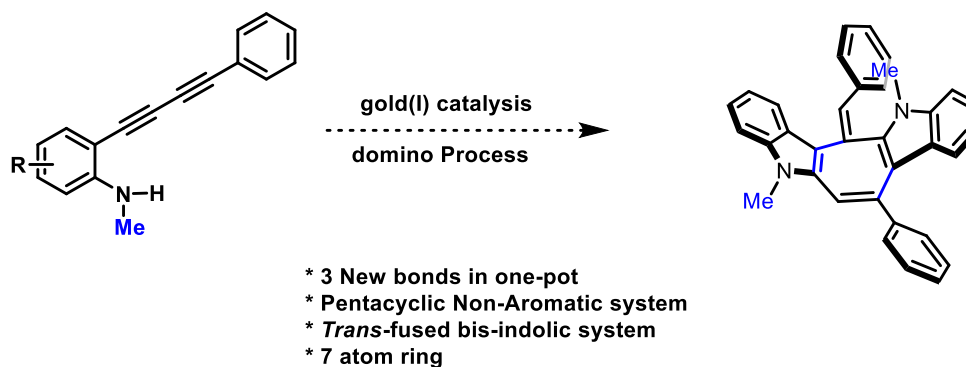 R
N-H
Me
gold(I) catalysis
domino Process
Me
N
N
Me
* 3 New bonds in one-pot
* Pentacyclic Non-Aromatic system
* Trans-fused bis-indolic system
* 7 atom ring